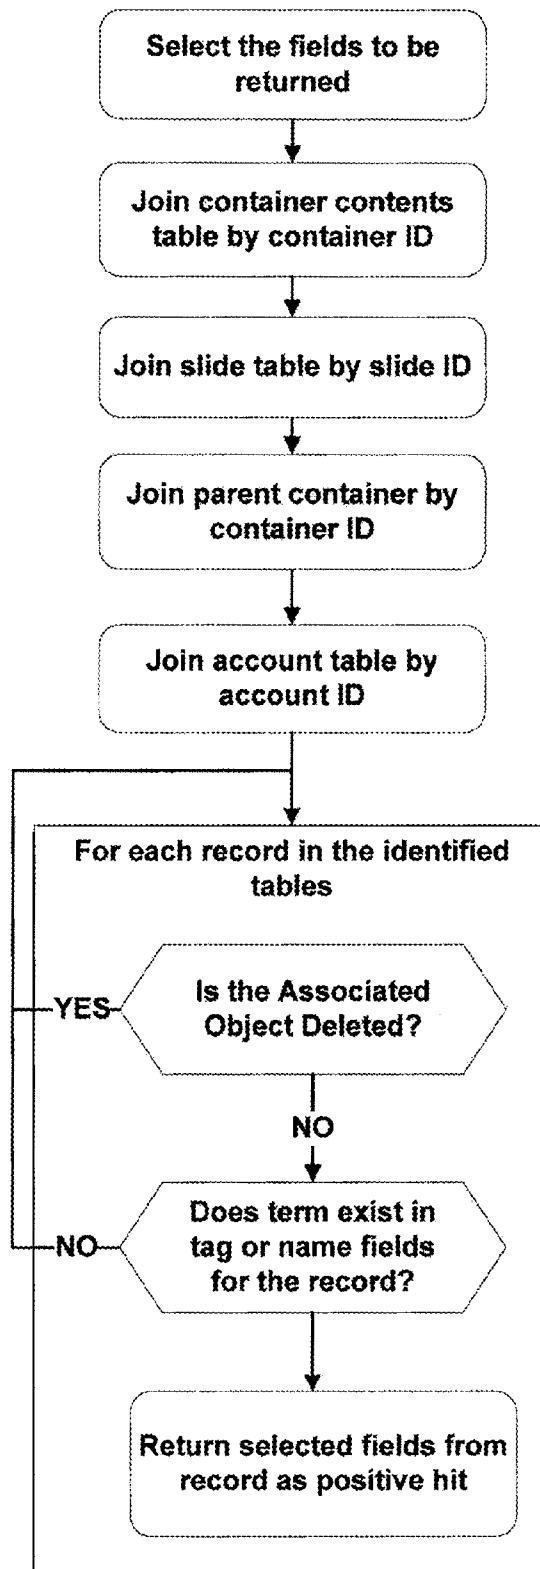 Select the fields to be
returned
Join container contents
table by container ID
Join slide table by slide ID
Join parent container by
container ID
Join account table by
account ID
For each record in the identified
tables
Is the Associated
Object Deleted?
YES
NO
Does term exist in
tag or name fields
for the record?
NO
Return selected fields from
record as positive hit